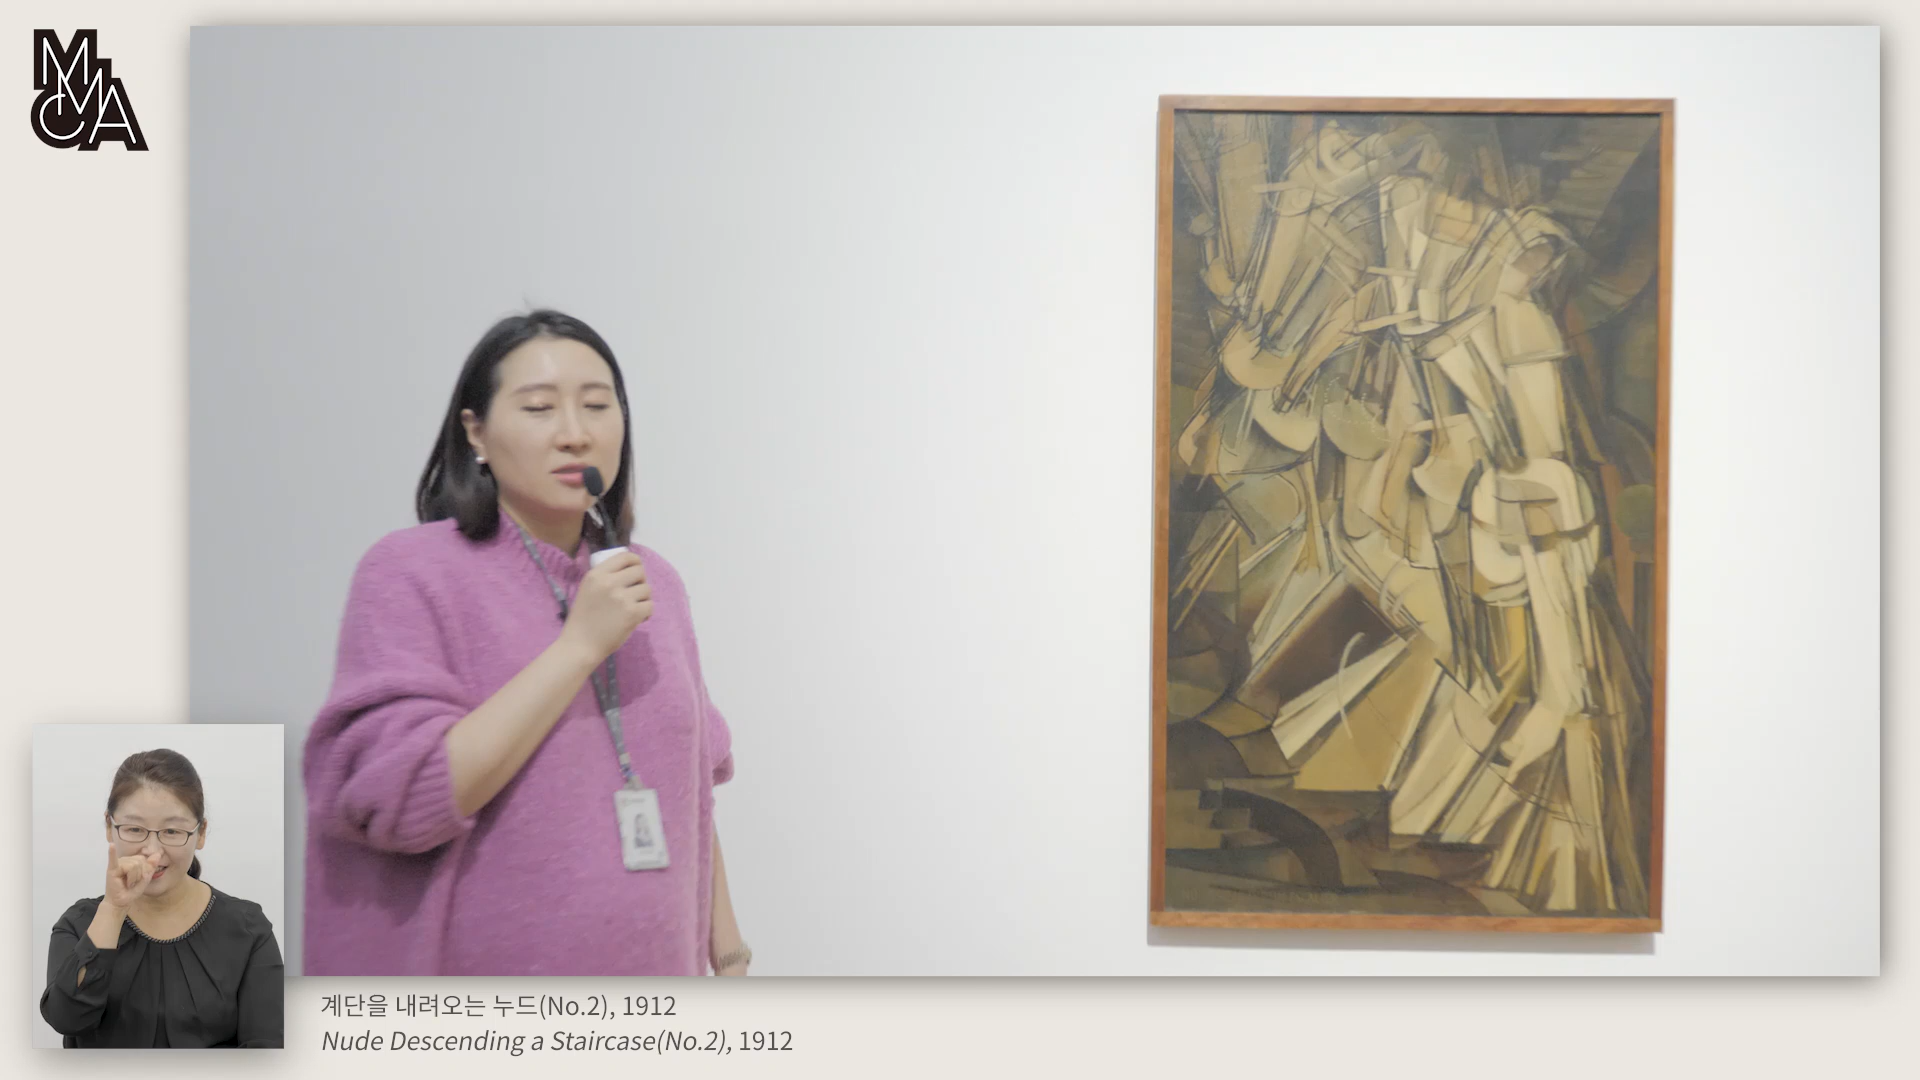 MMCA
계단을 내려오는 누드(No.2), 1912
Nude Descending a Staircase(No.2), 1912